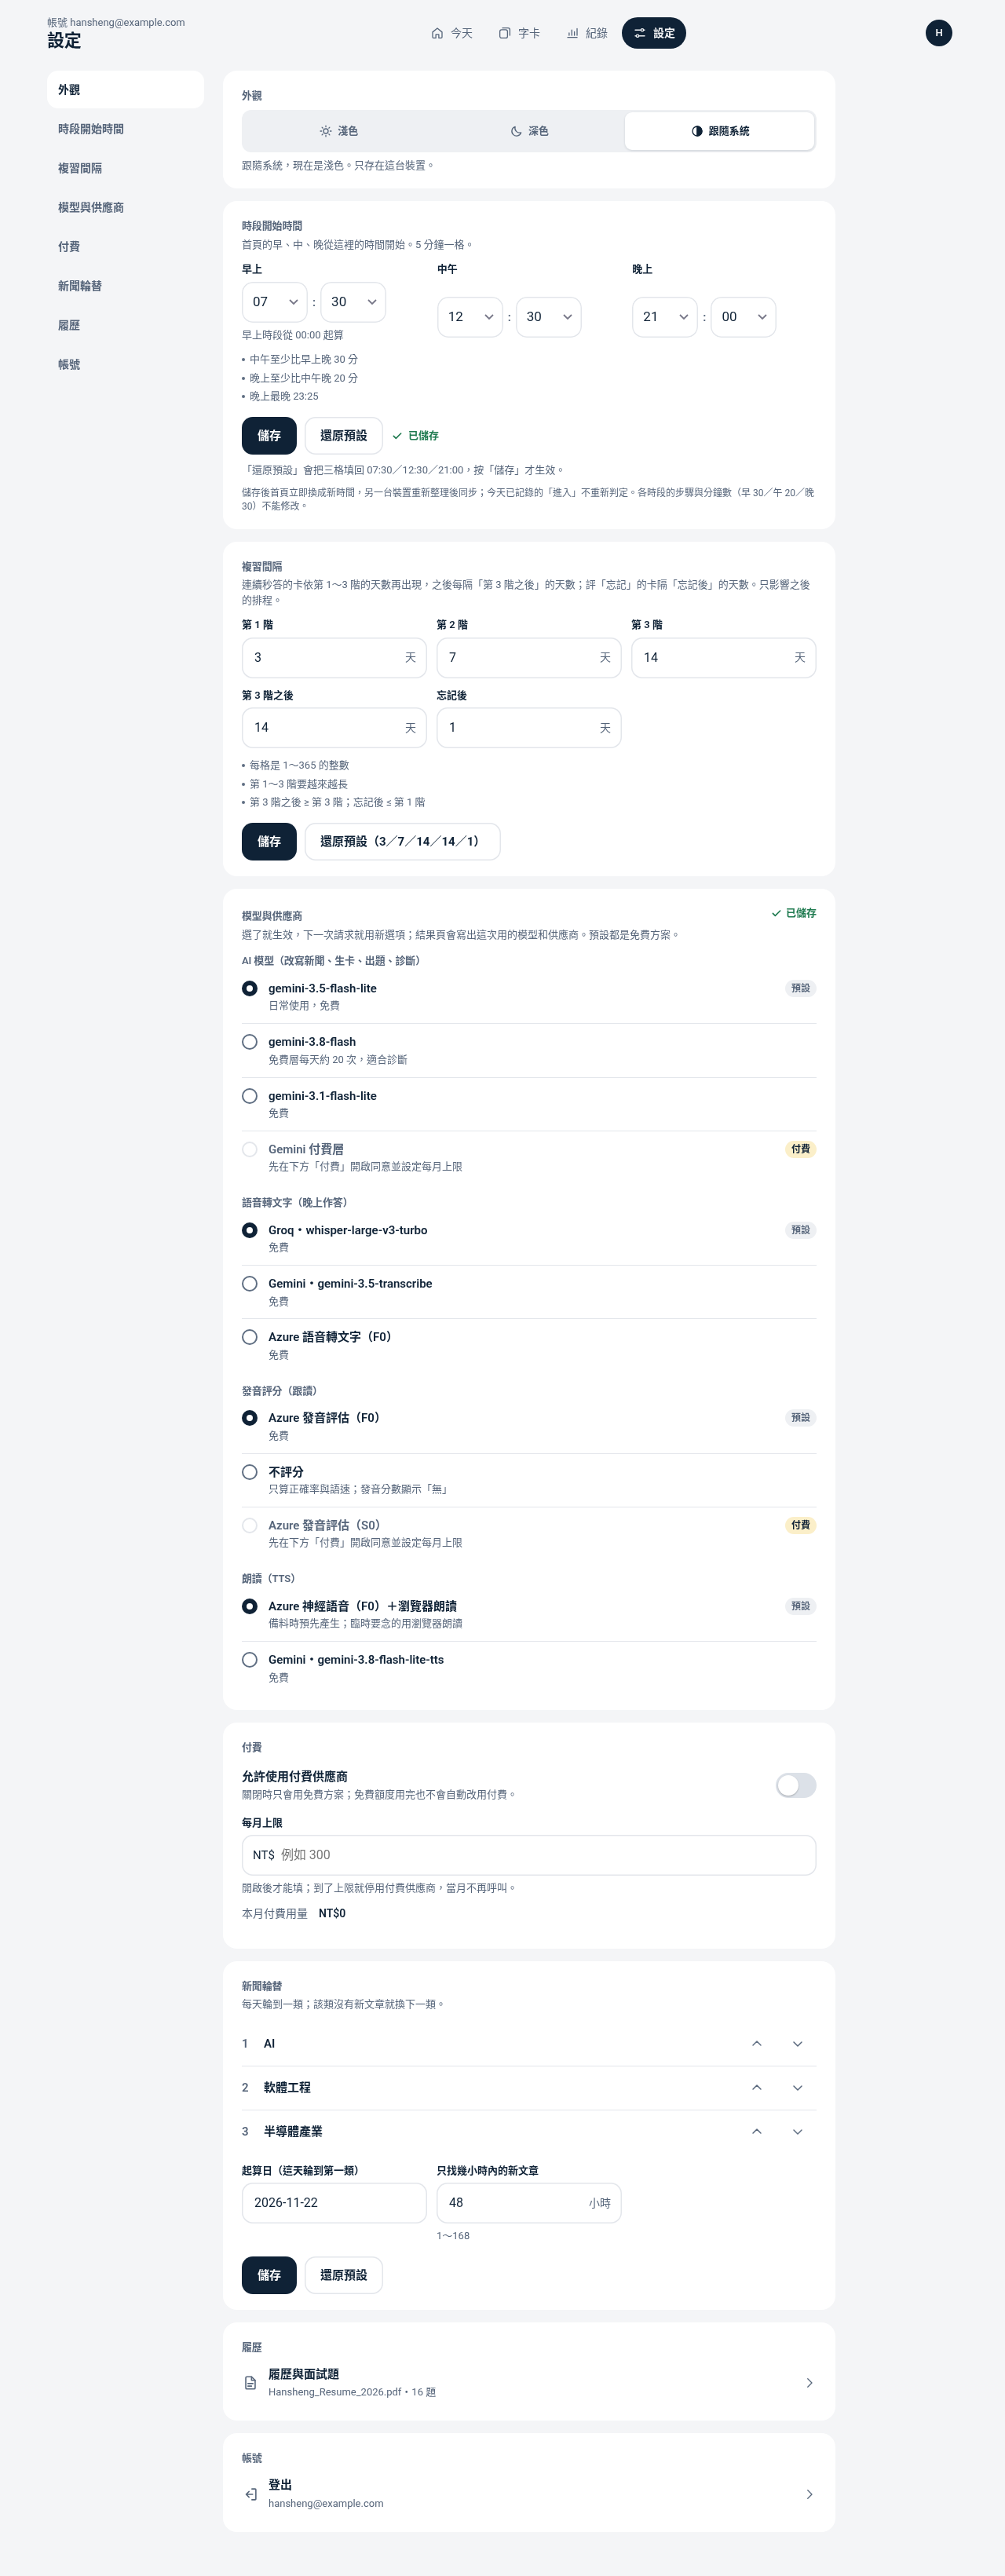 帳號 hansheng@example.com
設定
今天
字卡
紀錄
設定
H
外觀
時段開始時間
複習間隔
模型與供應商
付費
新聞輪替
履歷
帳號
外觀
淺色
深色
跟隨系統
跟隨系統，現在是淺色。只存在這台裝置。
時段開始時間
首頁的早、中、晚從這裡的時間開始。5 分鐘一格。
早上
中午
晚上
07 : 30
12 : 30
21 : 00
早上時段從 00:00 起算
• 中午至少比早上晚 30 分
• 晚上至少比中午晚 20 分
• 晚上最晚 23:25
儲存
還原預設
已儲存
「還原預設」會把三格填回 07:30／12:30／21:00，按「儲存」才生效。
儲存後首頁立即換成新時間，另一台裝置重新整理後同步；今天已記錄的「進入」不重新判定。各時段的步驟與分鐘數（早 30／午 20／晚
30）不能修改。
複習間隔
連續秒答的卡依第 1～3 階的天數再出現，之後每隔「第 3 階之後」的天數；評「忘記」的卡隔「忘記後」的天數。只影響之後
的排程。
第 1 階
第 2 階
第 3 階
3 天
7 天
14 天
第 3 階之後
忘記後
14 天
1 天
• 每格是 1～365 的整數
• 第 1～3 階要越來越長
• 第 3 階之後 ≥ 第 3 階；忘記後 ≤ 第 1 階
儲存
還原預設（3／7／14／14／1）
模型與供應商
已儲存
選了就生效，下一次請求就用新選項；結果頁會寫出這次用的模型和供應商。預設都是免費方案。
AI 模型（改寫新聞、生卡、出題、診斷）
gemini-3.5-flash-lite
預設
日常使用，免費
gemini-3.8-flash
免費層每天約 20 次，適合診斷
gemini-3.1-flash-lite
免費
Gemini 付費層
付費
先在下方「付費」開啟同意並設定每月上限
語音轉文字（晚上作答）
Groq・whisper-large-v3-turbo
預設
免費
Gemini・gemini-3.5-transcribe
免費
Azure 語音轉文字（F0）
免費
發音評分（跟讀）
Azure 發音評估（F0）
預設
免費
不評分
只算正確率與語速；發音分數顯示「無」
Azure 發音評估（S0）
付費
先在下方「付費」開啟同意並設定每月上限
朗讀（TTS）
Azure 神經語音（F0）＋瀏覽器朗讀
預設
備料時預先產生；臨時要念的用瀏覽器朗讀
Gemini・gemini-3.8-flash-lite-tts
免費
付費
允許使用付費供應商
關閉時只會用免費方案；免費額度用完也不會自動改用付費。
每月上限
NT$ 例如 300
開啟後才能填；到了上限就停用付費供應商，當月不再呼叫。
本月付費用量 NT$0
新聞輪替
每天輪到一類；該類沒有新文章就換下一類。
1 AI
2 軟體工程
3 半導體產業
起算日（這天輪到第一類）
只找幾小時內的新文章
2026-11-22
48 小時
1～168
儲存
還原預設
履歷
履歷與面試題
Hansheng_Resume_2026.pdf・16 題
帳號
登出
hansheng@example.com